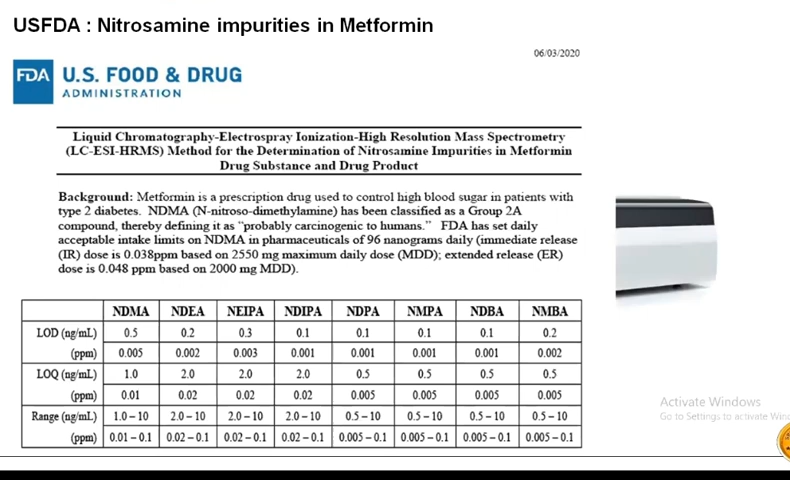 USFDA : Nitrosamine impurities in Metformin
06/03/2020
FDA U.S. FOOD & DRUG
ADMINISTRATION
Liquid Chromatography-Electrospray Ionization-High Resolution Mass Spectrometry
(LC-ESI-HRMS) Method for the Determination of Nitrosamine Impurities in Metformin
Drug Substance and Drug Product
Background: Metformin is a prescription drug used to control high blood sugar in patients with
type 2 diabetes. NDMA (N-nitroso-dimethylamine) has been classified as a Group 2A
compound, thereby defining it as "probably carcinogenic to humans." FDA has set daily
acceptable intake limits on NDMA in pharmaceuticals of 96 nanograms daily (immediate release
(IR) dose is 0.038ppm based on 2550 mg maximum daily dose (MDD); extended release (ER)
dose is 0.048 ppm based on 2000 mg MDD).
NDMA NDEA NEIPA NDIPA NDPA NMPA NDBA NMBA
LOD (ng/mL) 0.5 0.2 0.3 0.1 0.1 0.1 0.1 0.2
(ppm) 0.005 0.002 0.003 0.001 0.001 0.001 0.001 0.002
LOQ (ng/mL) 1.0 2.0 2.0 2.0 0.5 0.5 0.5 0.5
(ppm) 0.01 0.02 0.02 0.02 0.005 0.005 0.005 0.005
Range (ng/mL) 1.0 – 10 2.0 – 10 2.0 – 10 2.0 – 10 0.5 – 10 0.5 – 10 0.5 – 10 0.5 – 10
(ppm) 0.01 – 0.1 0.02 – 0.1 0.02 – 0.1 0.02 – 0.1 0.005 – 0.1 0.005 – 0.1 0.005 – 0.1 0.005 – 0.1
Activate Windows
Go to Settings to activate Win